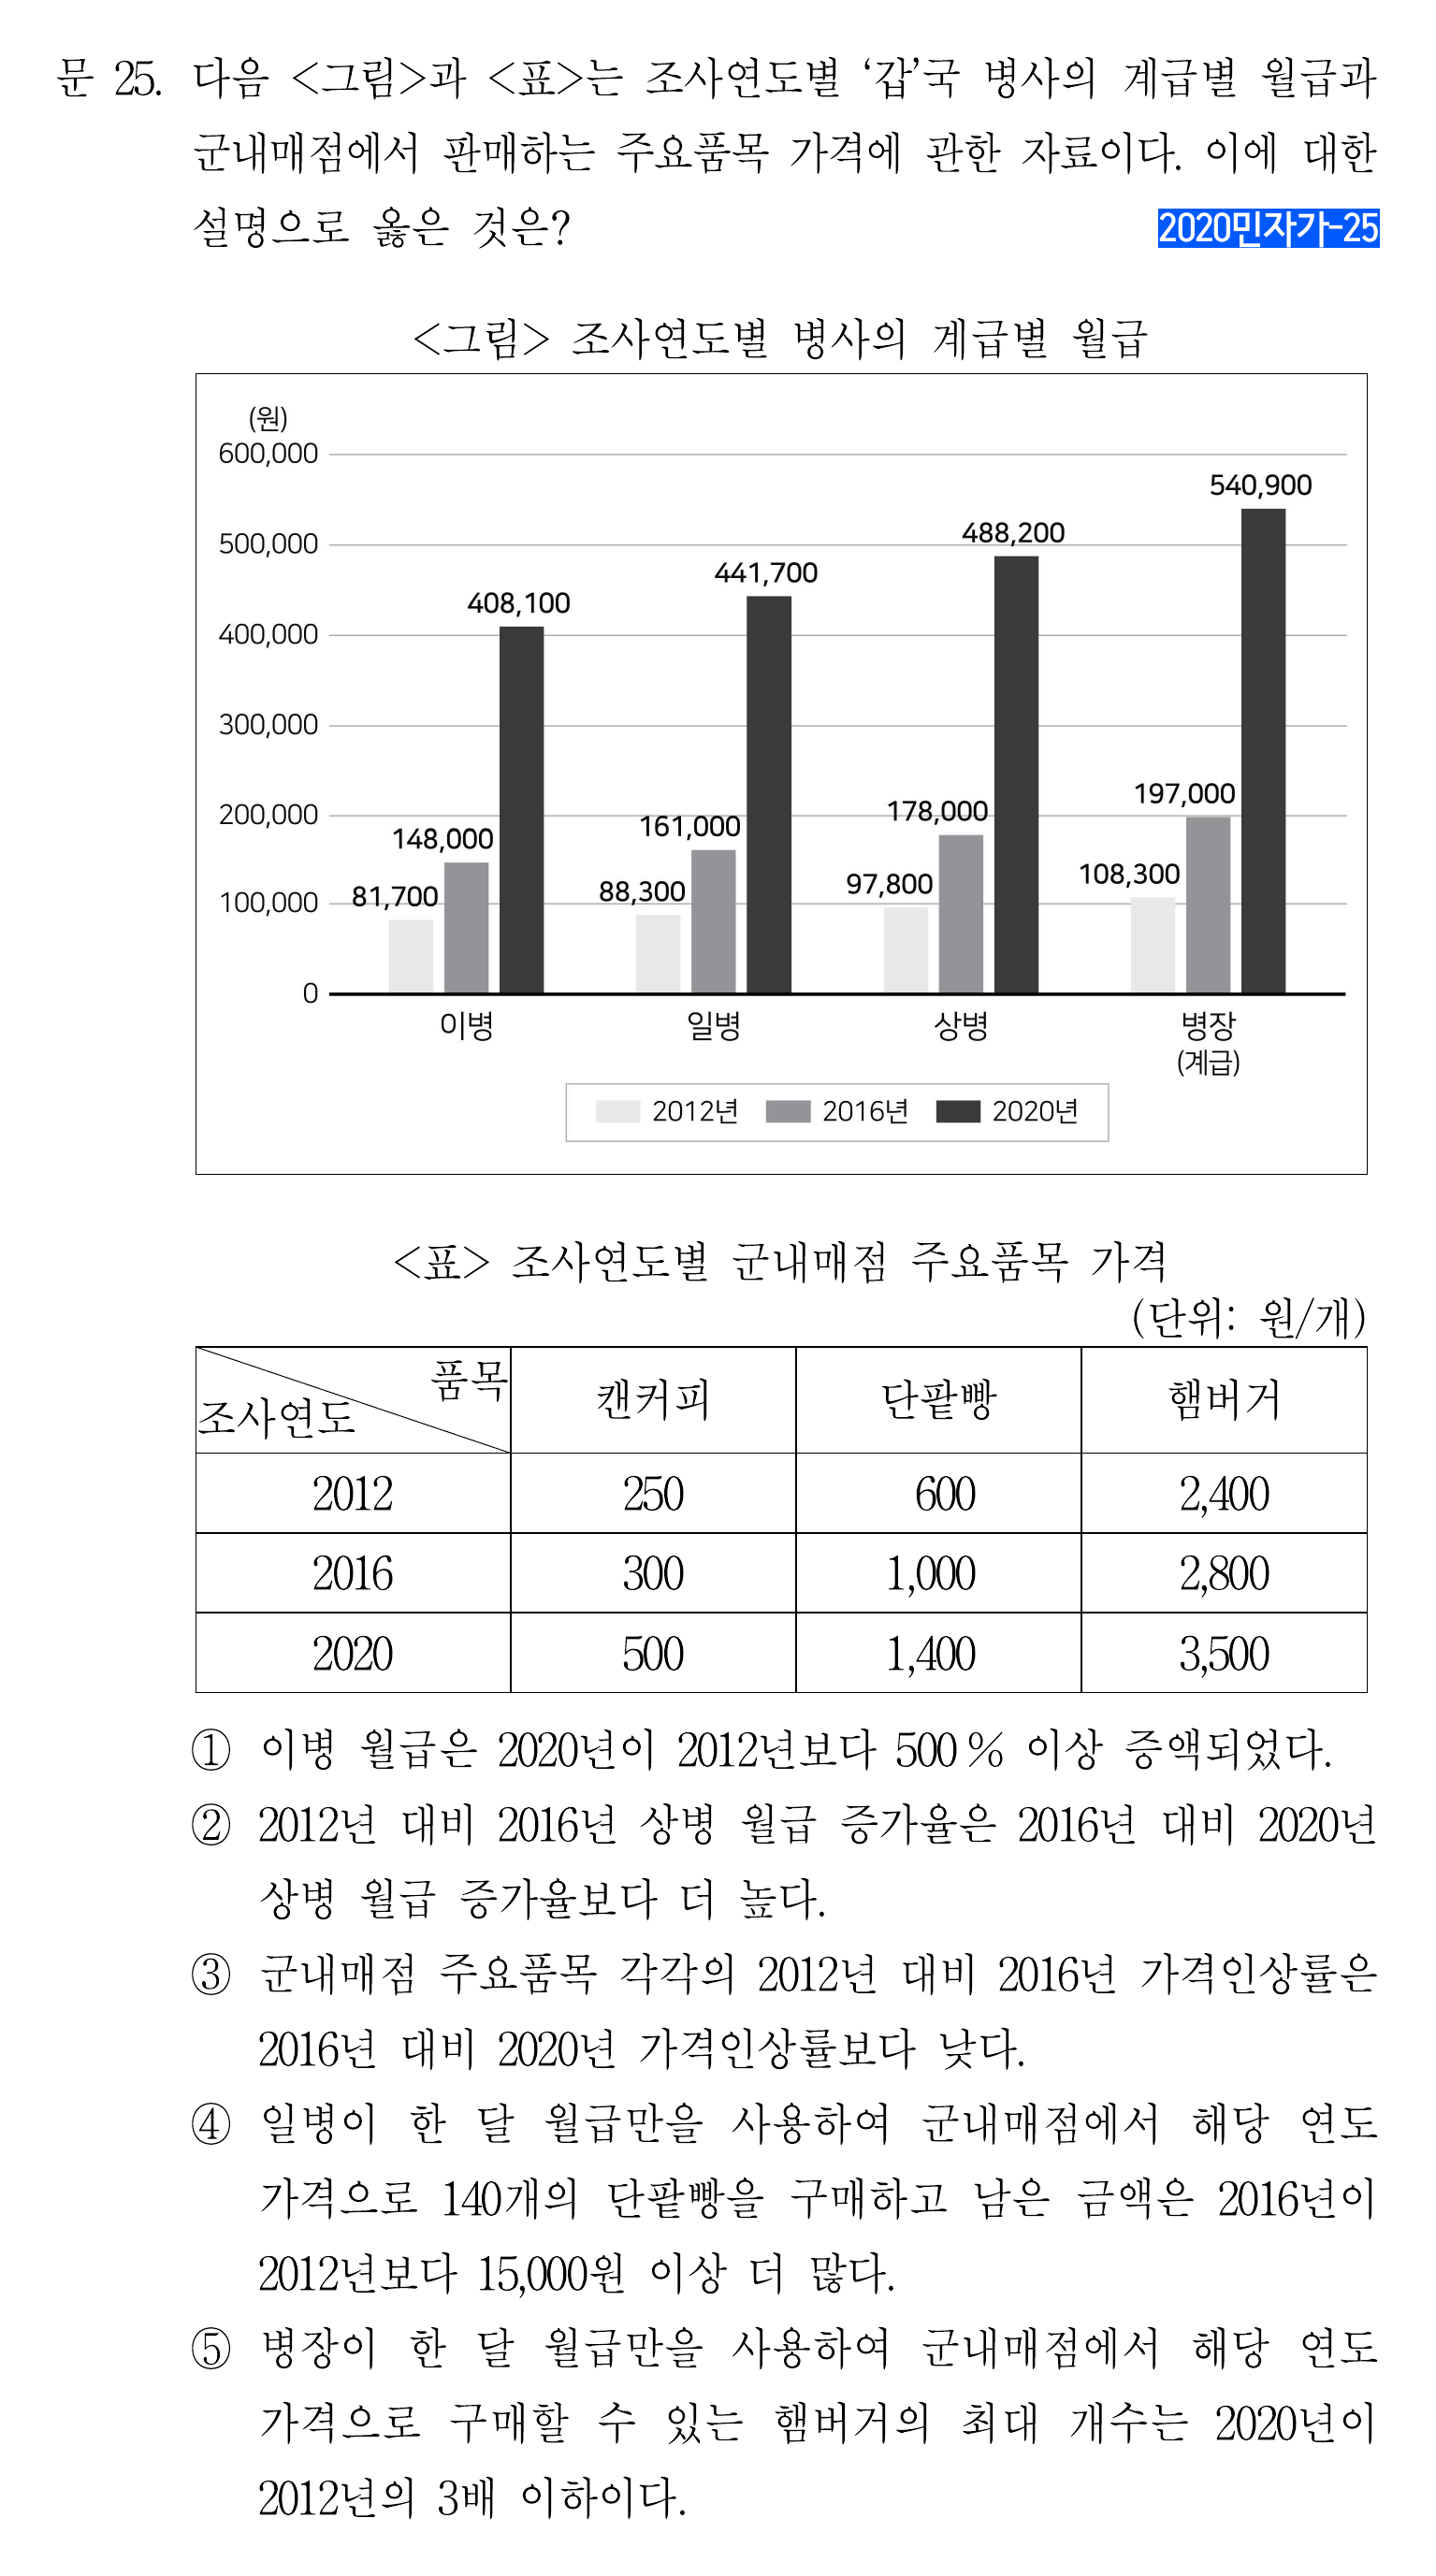 문 25. 다음 <그림>과 <표>는 조사연도별 ‘갑’국 병사의 계급별 월급과
군내매점에서 판매하는 주요품목 가격에 관한 자료이다. 이에 대한
설명으로 옳은 것은?
2020민자가-25
<그림> 조사연도별 병사의 계급별 월급
(원)
600,000
500,000
400,000
300,000
200,000
100,000
0
81,700 148,000 408,100
88,300 161,000 441,700
97,800 178,000 488,200
108,300 197,000 540,900
이병 일병 상병 병장
(계급)
2012년 2016년 2020년
<표> 조사연도별 군내매점 주요품목 가격
(단위: 원/개)
품목
조사연도 캔커피 단팥빵 햄버거
2012 250 600 2,400
2016 300 1,000 2,800
2020 500 1,400 3,500
① 이병 월급은 2020년이 2012년보다 500 % 이상 증액되었다.
② 2012년 대비 2016년 상병 월급 증가율은 2016년 대비 2020년
상병 월급 증가율보다 더 높다.
③ 군내매점 주요품목 각각의 2012년 대비 2016년 가격인상률은
2016년 대비 2020년 가격인상률보다 낮다.
④ 일병이 한 달 월급만을 사용하여 군내매점에서 해당 연도
가격으로 140개의 단팥빵을 구매하고 남은 금액은 2016년이
2012년보다 15,000원 이상 더 많다.
⑤ 병장이 한 달 월급만을 사용하여 군내매점에서 해당 연도
가격으로 구매할 수 있는 햄버거의 최대 개수는 2020년이
2012년의 3배 이하이다.